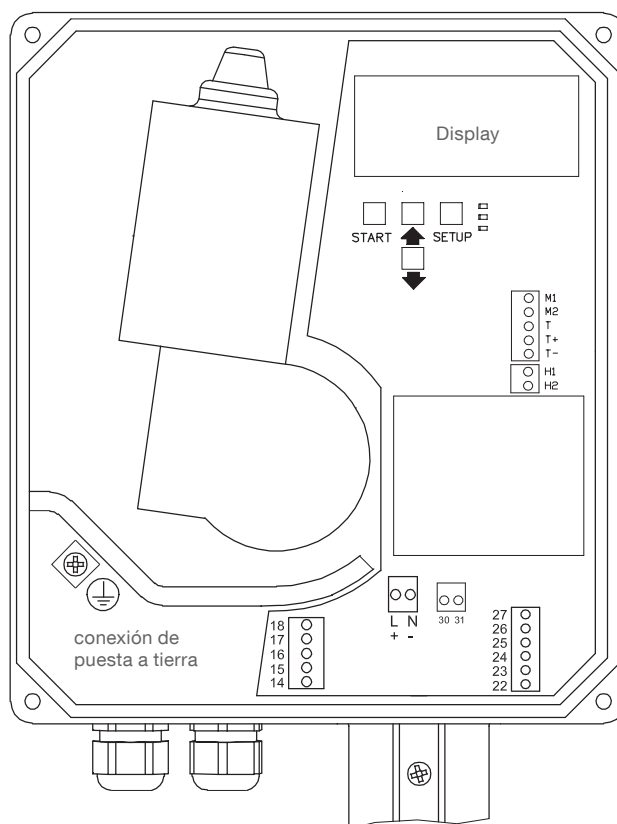 Display
START
SETUP
M1
M2
T
T+
T-
H1
H2
L N
+ -
30 31
18
17
16
15
14
27
26
25
24
23
22
conexión de
puesta a tierra